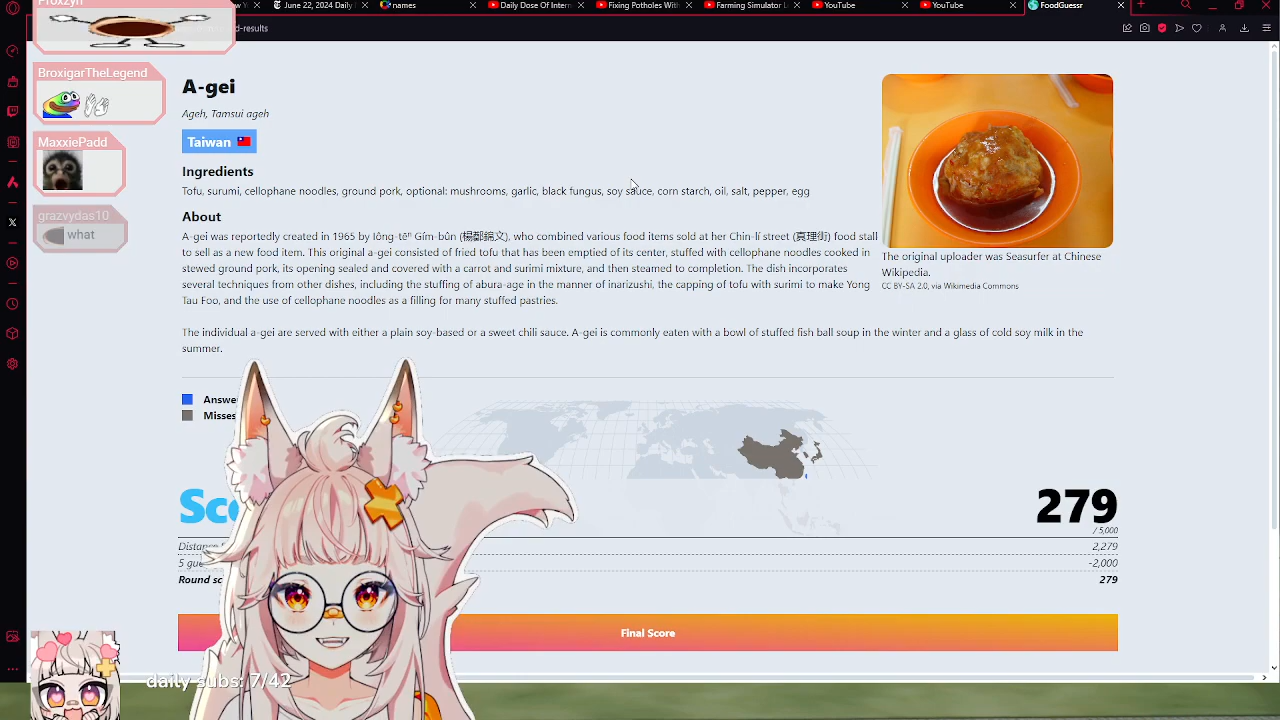 Proxzyn
June 22, 2024 Daily
names
Daily Dose Of Inter
Fixing Potholes With
Farming Simulator
YouTube
YouTube
FoodGuessr
-results
BroxigarTheLegend
MaxxiePadd
grazvydas10
what
A-gei
Ageh, Tamsui ageh
Taiwan
Ingredients
Tofu, surumi, cellophane noodles, ground pork, optional: mushrooms, garlic, black fungus, soy sauce, corn starch, oil, salt, pepper, egg
About
A-gei was reportedly created in 1965 by Iông-tēⁿ Gím-bûn (楊鄭錦文), who combined various food items sold at her Chin-lí street (真理街) food stall
to sell as a new food item. This original a-gei consisted of fried tofu that has been emptied of its center, stuffed with cellophane noodles cooked in
stewed ground pork, its opening sealed and covered with a carrot and surimi mixture, and then steamed to completion. The dish incorporates
several techniques from other dishes, including the stuffing of abura-age in the manner of inarizushi, the capping of tofu with surimi to make Yong
Tau Foo, and the use of cellophane noodles as a filling for many stuffed pastries.
The individual a-gei are served with either a plain soy-based or a sweet chili sauce. A-gei is commonly eaten with a bowl of stuffed fish ball soup in the winter and a glass of cold soy milk in the
summer.
The original uploader was Seasurfer at Chinese
Wikipedia.
CC BY-SA 2.0, via Wikimedia Commons
Answe
Misses
Sco
279
/ 5,000
Distance
2,279
5 gue
-2,000
Round sc
279
Final Score
daily subs: 7/42